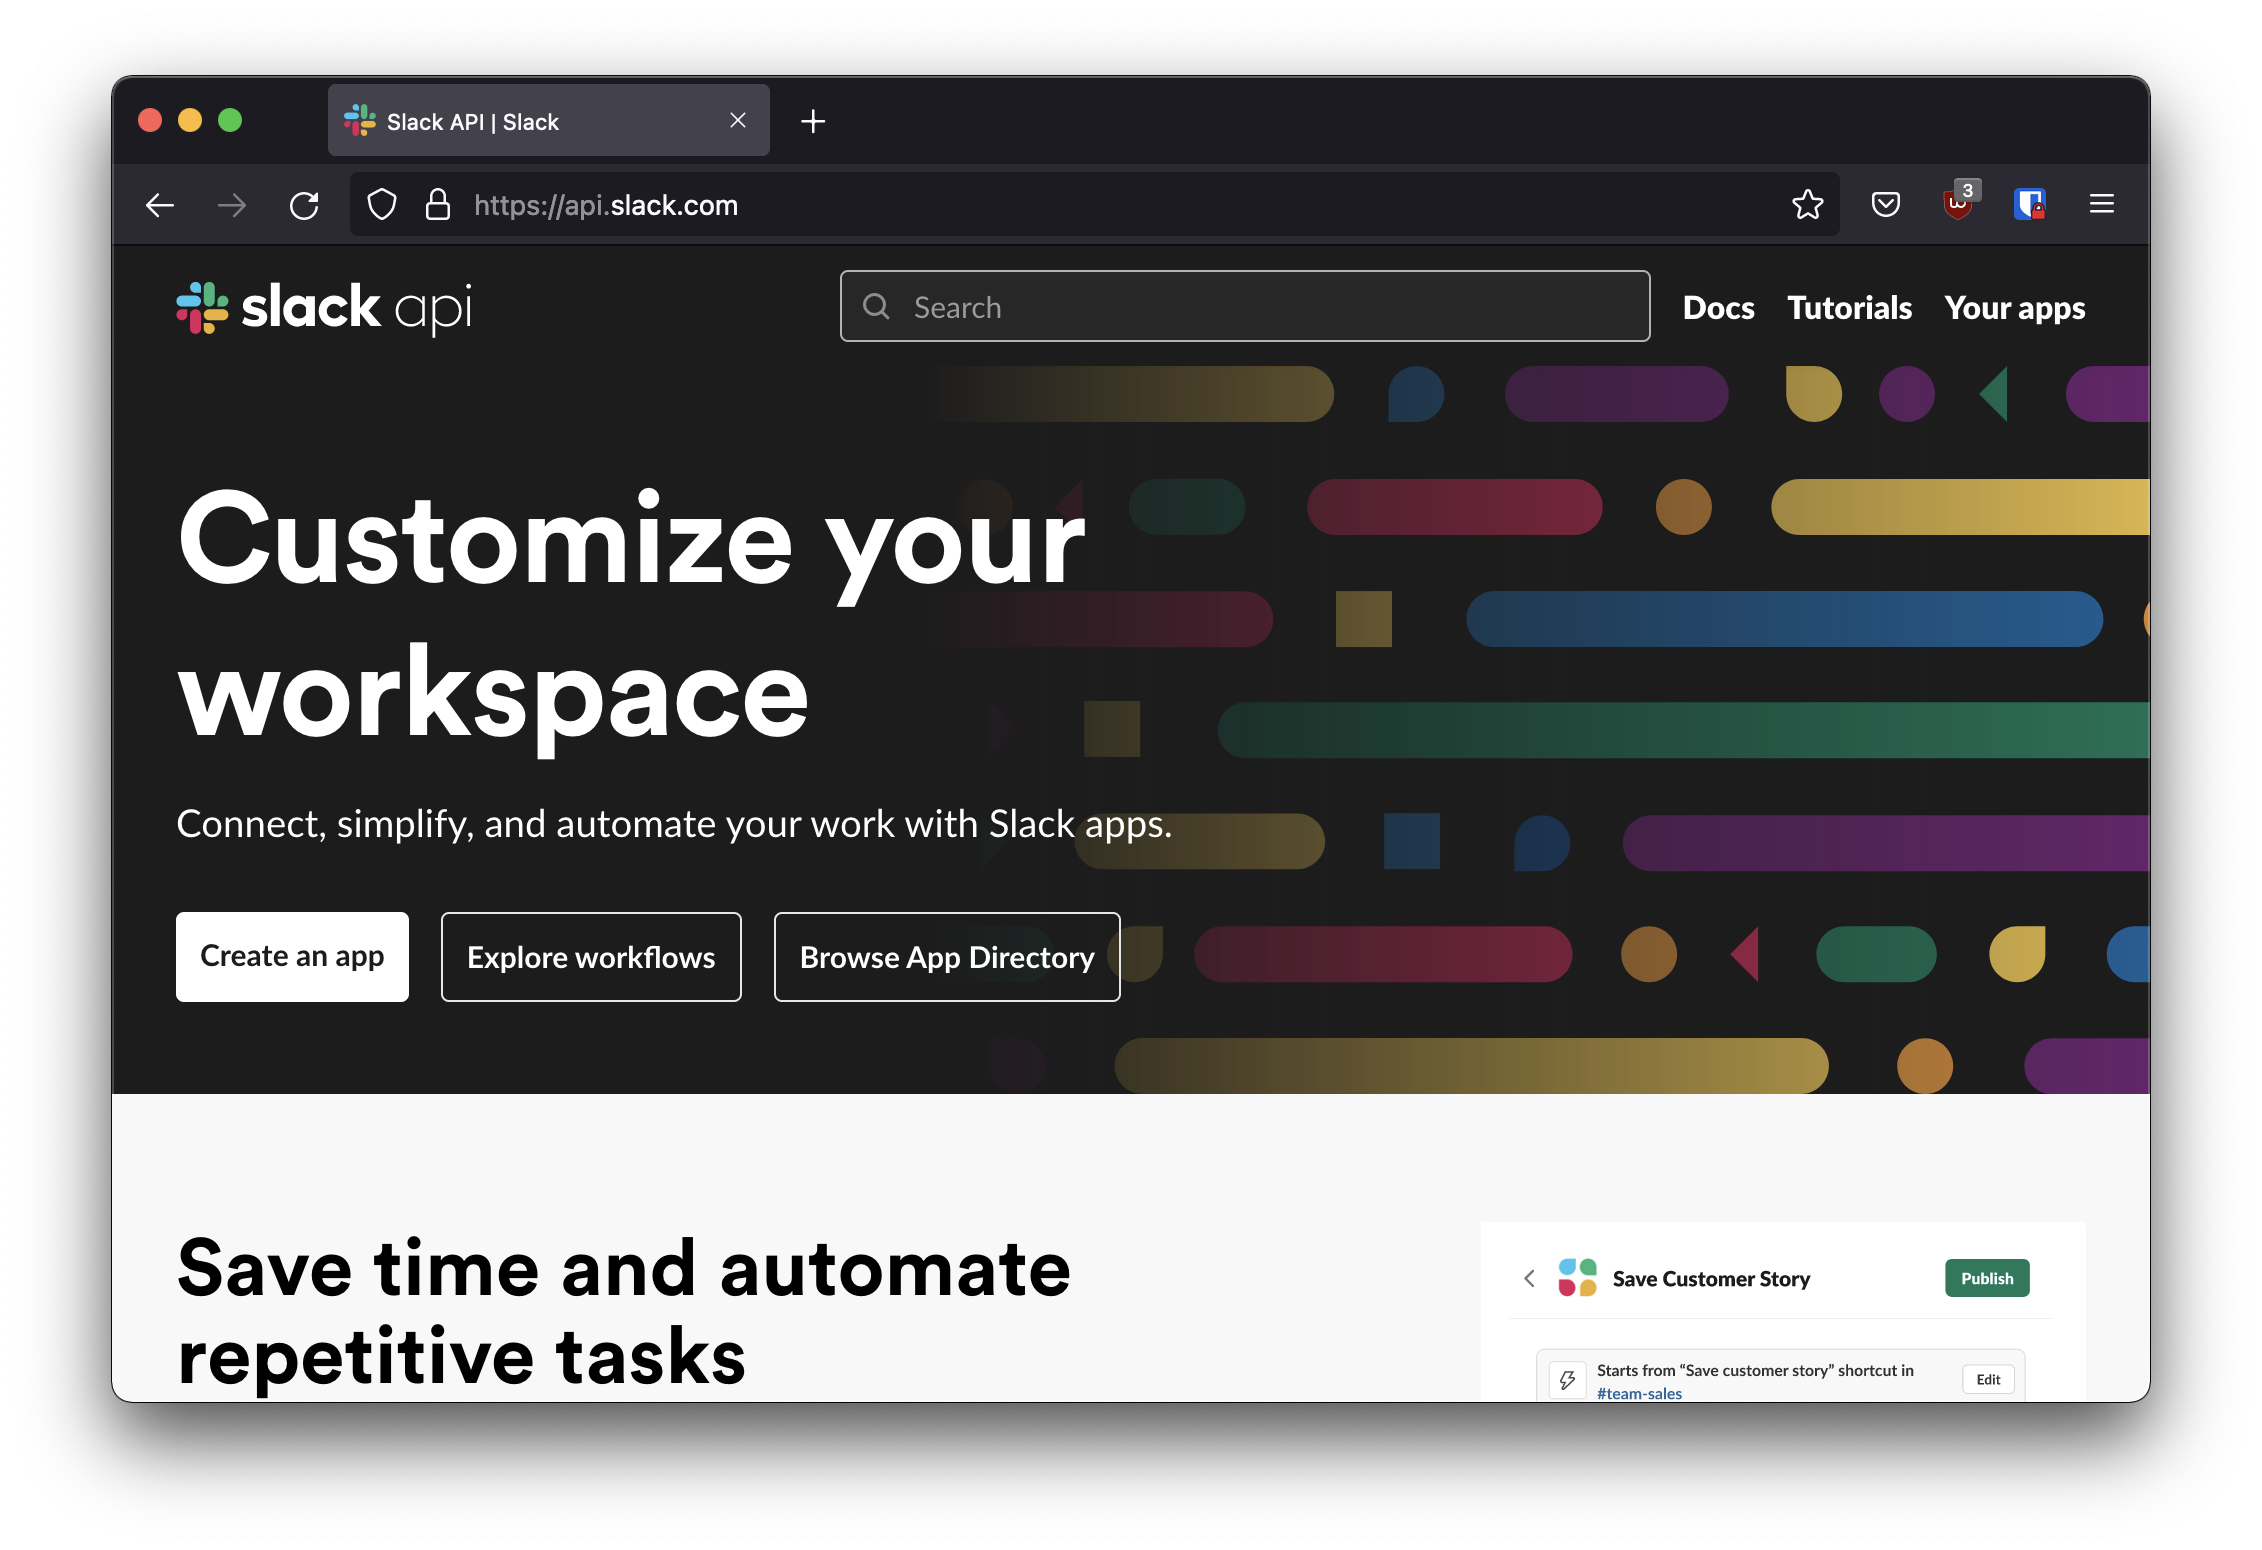 Slack API | Slack
https://api.slack.com
3
slack api
Search
Docs Tutorials Your apps
Customize your
workspace
Connect, simplify, and automate your work with Slack apps.
Create an app
Explore workflows
Browse App Directory
Save time and automate
repetitive tasks
Save Customer Story
Publish
Starts from “Save customer story” shortcut in
#team-sales
Edit